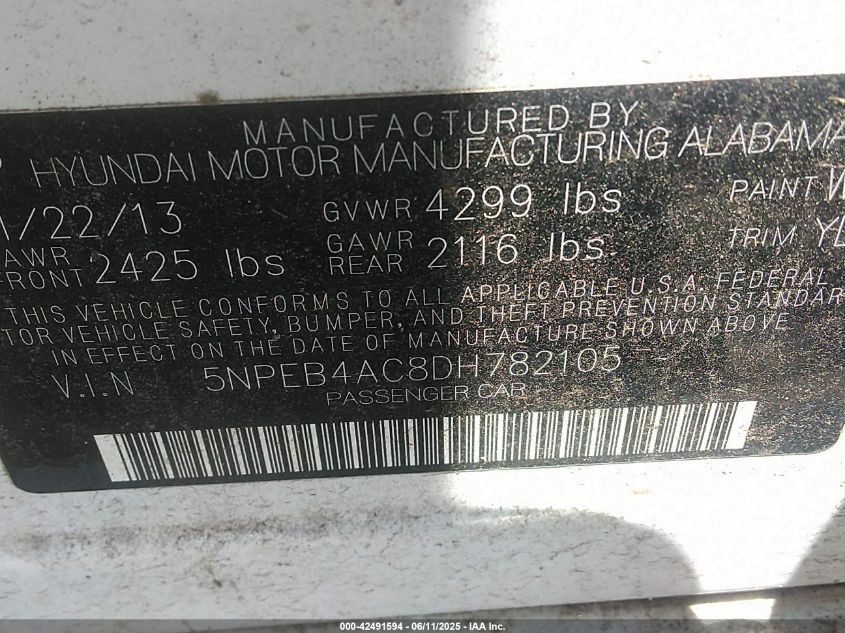 MANUFACTURED BY
HYUNDAI MOTOR MANUFACTURING ALABAMA
1/22/13 GVWR 4299 lbs PAINT W
GAWR FRONT 2425 lbs GAWR REAR 2116 lbs. TRIM YD
THIS VEHICLE CONFORMS TO ALL APPLICABLE U.S.A. FEDERAL
TOR VEHICLE SAFETY, BUMPER, AND THEFT PREVENTION STANDAR
IN EFFECT ON THE DATE OF MANUFACTURE SHOWN ABOVE
V.I.N 5NPEB4AC8DH782105
PASSENGER CAR
000-42491594 - 06/11/2025 - IAA Inc.